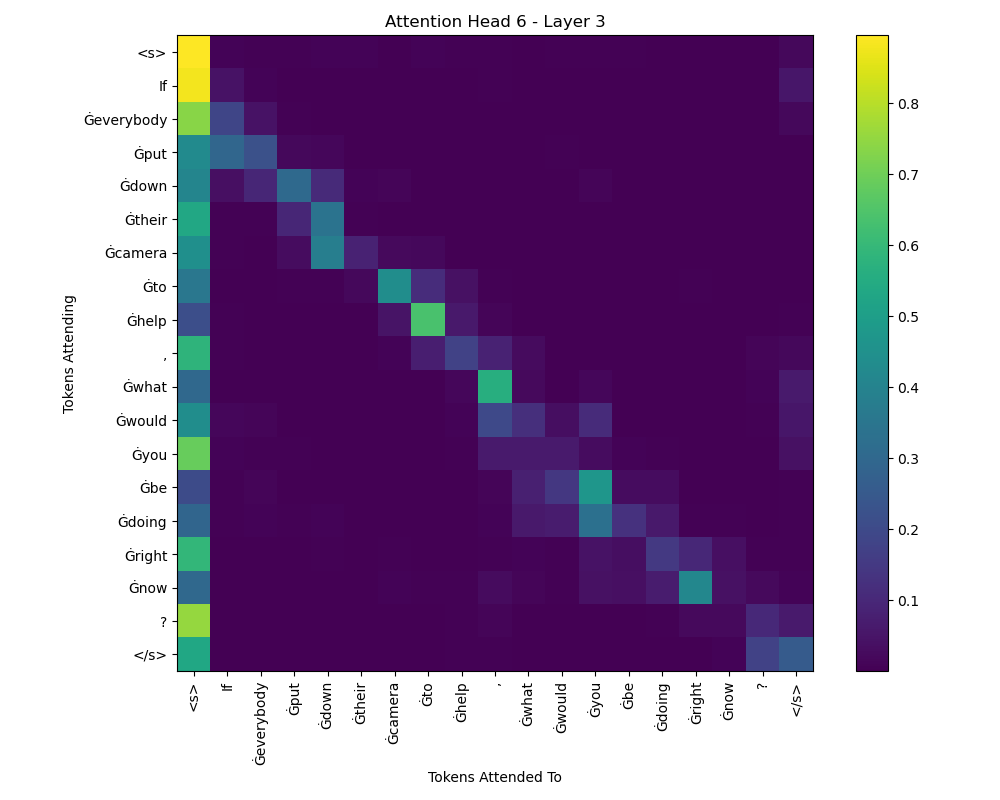 Attention Head 6 - Layer 3
Tokens Attending
<s>
If
Ġeverybody
Ġput
Ġdown
Ġtheir
Ġcamera
Ġto
Ġhelp
,
Ġwhat
Ġwould
Ġyou
Ġbe
Ġdoing
Ġright
Ġnow
?
</s>
<s>
If
Ġeverybody
Ġput
Ġdown
Ġtheir
Ġcamera
Ġto
Ġhelp
,
Ġwhat
Ġwould
Ġyou
Ġbe
Ġdoing
Ġright
Ġnow
?
</s>
Tokens Attended To
0.8
0.7
0.6
0.5
0.4
0.3
0.2
0.1